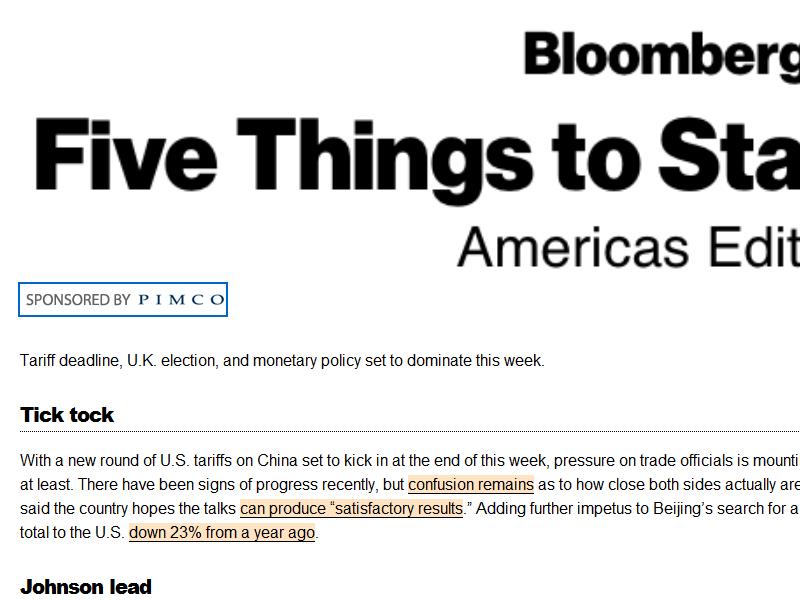 Bloomberg
Five Things to Sta
Americas Edit
SPONSORED BY PIMCO
Tariff deadline, U.K. election, and monetary policy set to dominate this week.
Tick tock
With a new round of U.S. tariffs on China set to kick in at the end of this week, pressure on trade officials is mounti
at least. There have been signs of progress recently, but confusion remains as to how close both sides actually are
said the country hopes the talks can produce “satisfactory results.” Adding further impetus to Beijing’s search for a
total to the U.S. down 23% from a year ago.
Johnson lead